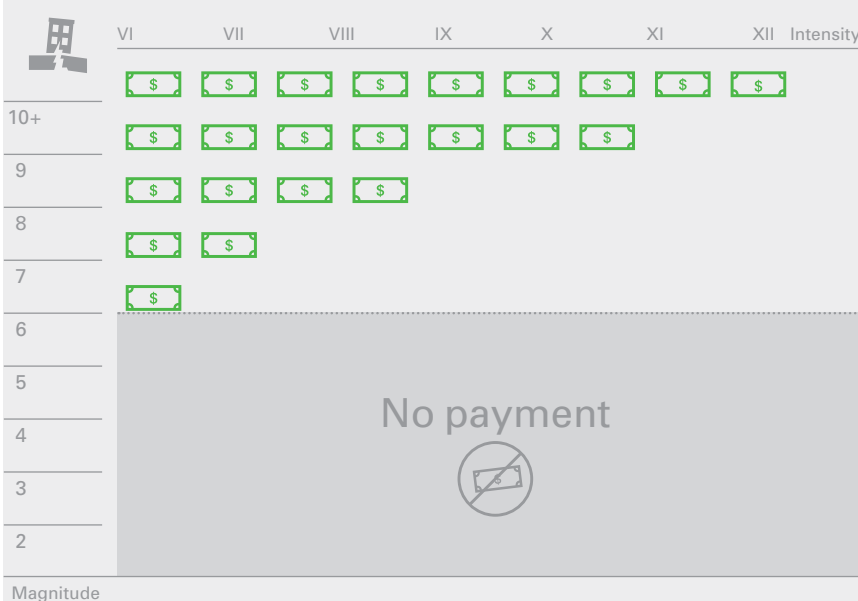 VI VII VIII IX X XI XII Intensity
$ $ $ $ $ $ $ $ $
10+
$ $ $ $ $ $ $
9
$ $ $ $
8
$ $
7
$
6
5
No payment
4
$
3
2
Magnitude